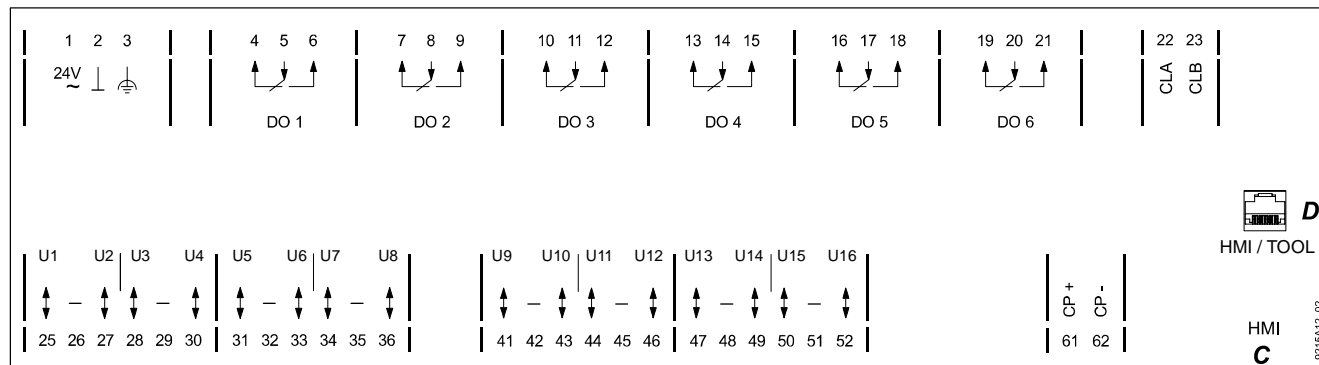 1 2 3 4 5 6 7 8 9 10 11 12 13 14 15 16 17 18 19 20 21 22 23
24V
~
CLA CLB
DO 1 DO 2 DO 3 DO 4 DO 5 DO 6
D
HMI / TOOL
U1 U2 U3 U4 U5 U6 U7 U8 U9 U10 U11 U12 U13 U14 U15 U16
– – – – – – – –
CP + CP -
25 26 27 28 29 30 31 32 33 34 35 36 41 42 43 44 45 46 47 48 49 50 51 52 61 62
HMI
C
9215A12_02